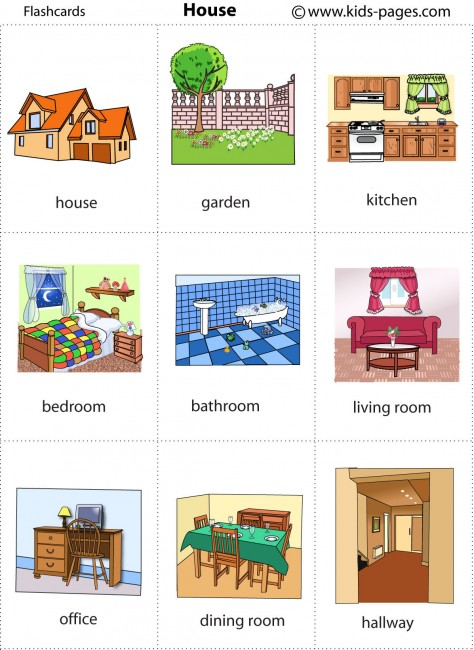 Flashcards House ©www.kids-pages.com
house garden kitchen
bedroom bathroom living room
office dining room hallway